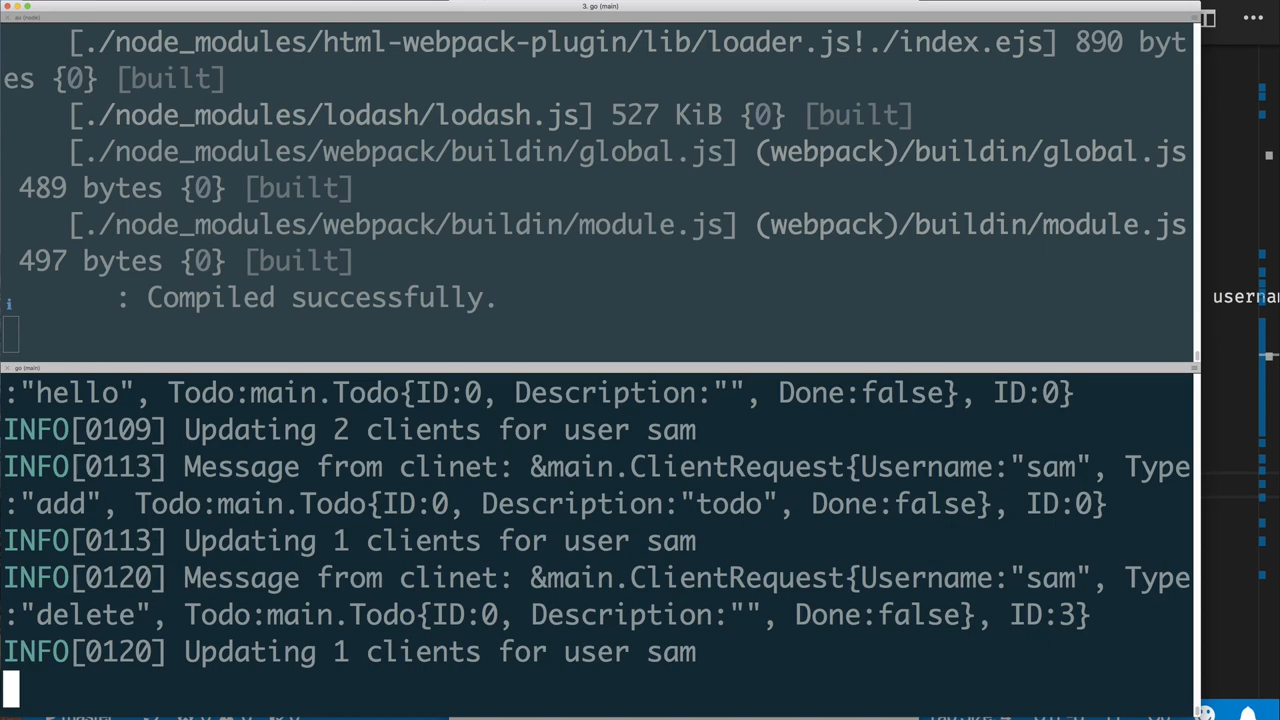 3. go (main)
au (node)
[./node_modules/html-webpack-plugin/lib/loader.js!./index.ejs] 890 byt
es {0} [built]
[./node_modules/lodash/lodash.js] 527 KiB {0} [built]
[./node_modules/webpack/buildin/global.js] (webpack)/buildin/global.js
489 bytes {0} [built]
[./node_modules/webpack/buildin/module.js] (webpack)/buildin/module.js
497 bytes {0} [built]
: Compiled successfully.
userna
go (main)
:"hello", Todo:main.Todo{ID:0, Description:"", Done:false}, ID:0}
INFO[0109] Updating 2 clients for user sam
INFO[0113] Message from clinet: &main.ClientRequest{Username:"sam", Type
:"add", Todo:main.Todo{ID:0, Description:"todo", Done:false}, ID:0}
INFO[0113] Updating 1 clients for user sam
INFO[0120] Message from clinet: &main.ClientRequest{Username:"sam", Type
:"delete", Todo:main.Todo{ID:0, Description:"", Done:false}, ID:3}
INFO[0120] Updating 1 clients for user sam